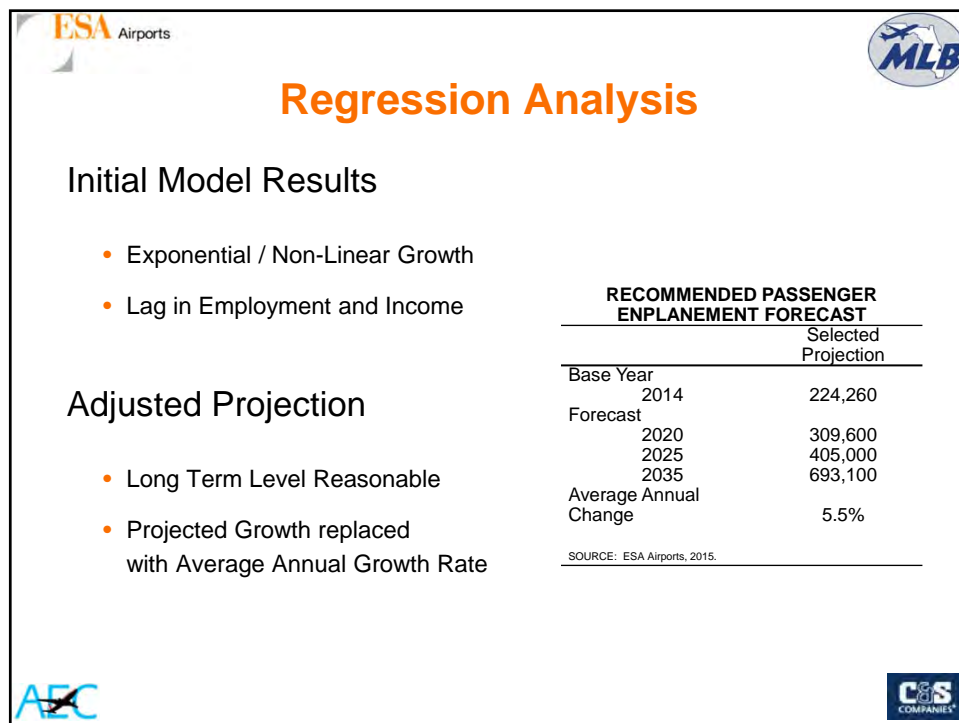 ESA Airports
MLB
Regression Analysis
Initial Model Results
• Exponential / Non-Linear Growth
• Lag in Employment and Income
Adjusted Projection
• Long Term Level Reasonable
• Projected Growth replaced
with Average Annual Growth Rate
RECOMMENDED PASSENGER
ENPLANEMENT FORECAST
Selected
Projection
Base Year
2014 224,260
Forecast
2020 309,600
2025 405,000
2035 693,100
Average Annual
Change 5.5%
SOURCE: ESA Airports, 2015.
AEC
C&S
COMPANIES